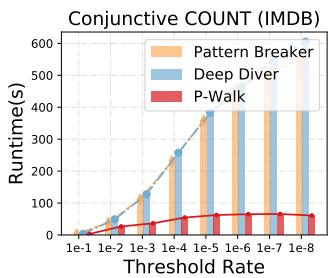 Conjunctive COUNT (IMDB)
Pattern Breaker
Deep Diver
P-Walk
Runtime(s)
600
500
400
300
200
100
0
1e-1 1e-2 1e-3 1e-4 1e-5 1e-6 1e-7 1e-8
Threshold Rate